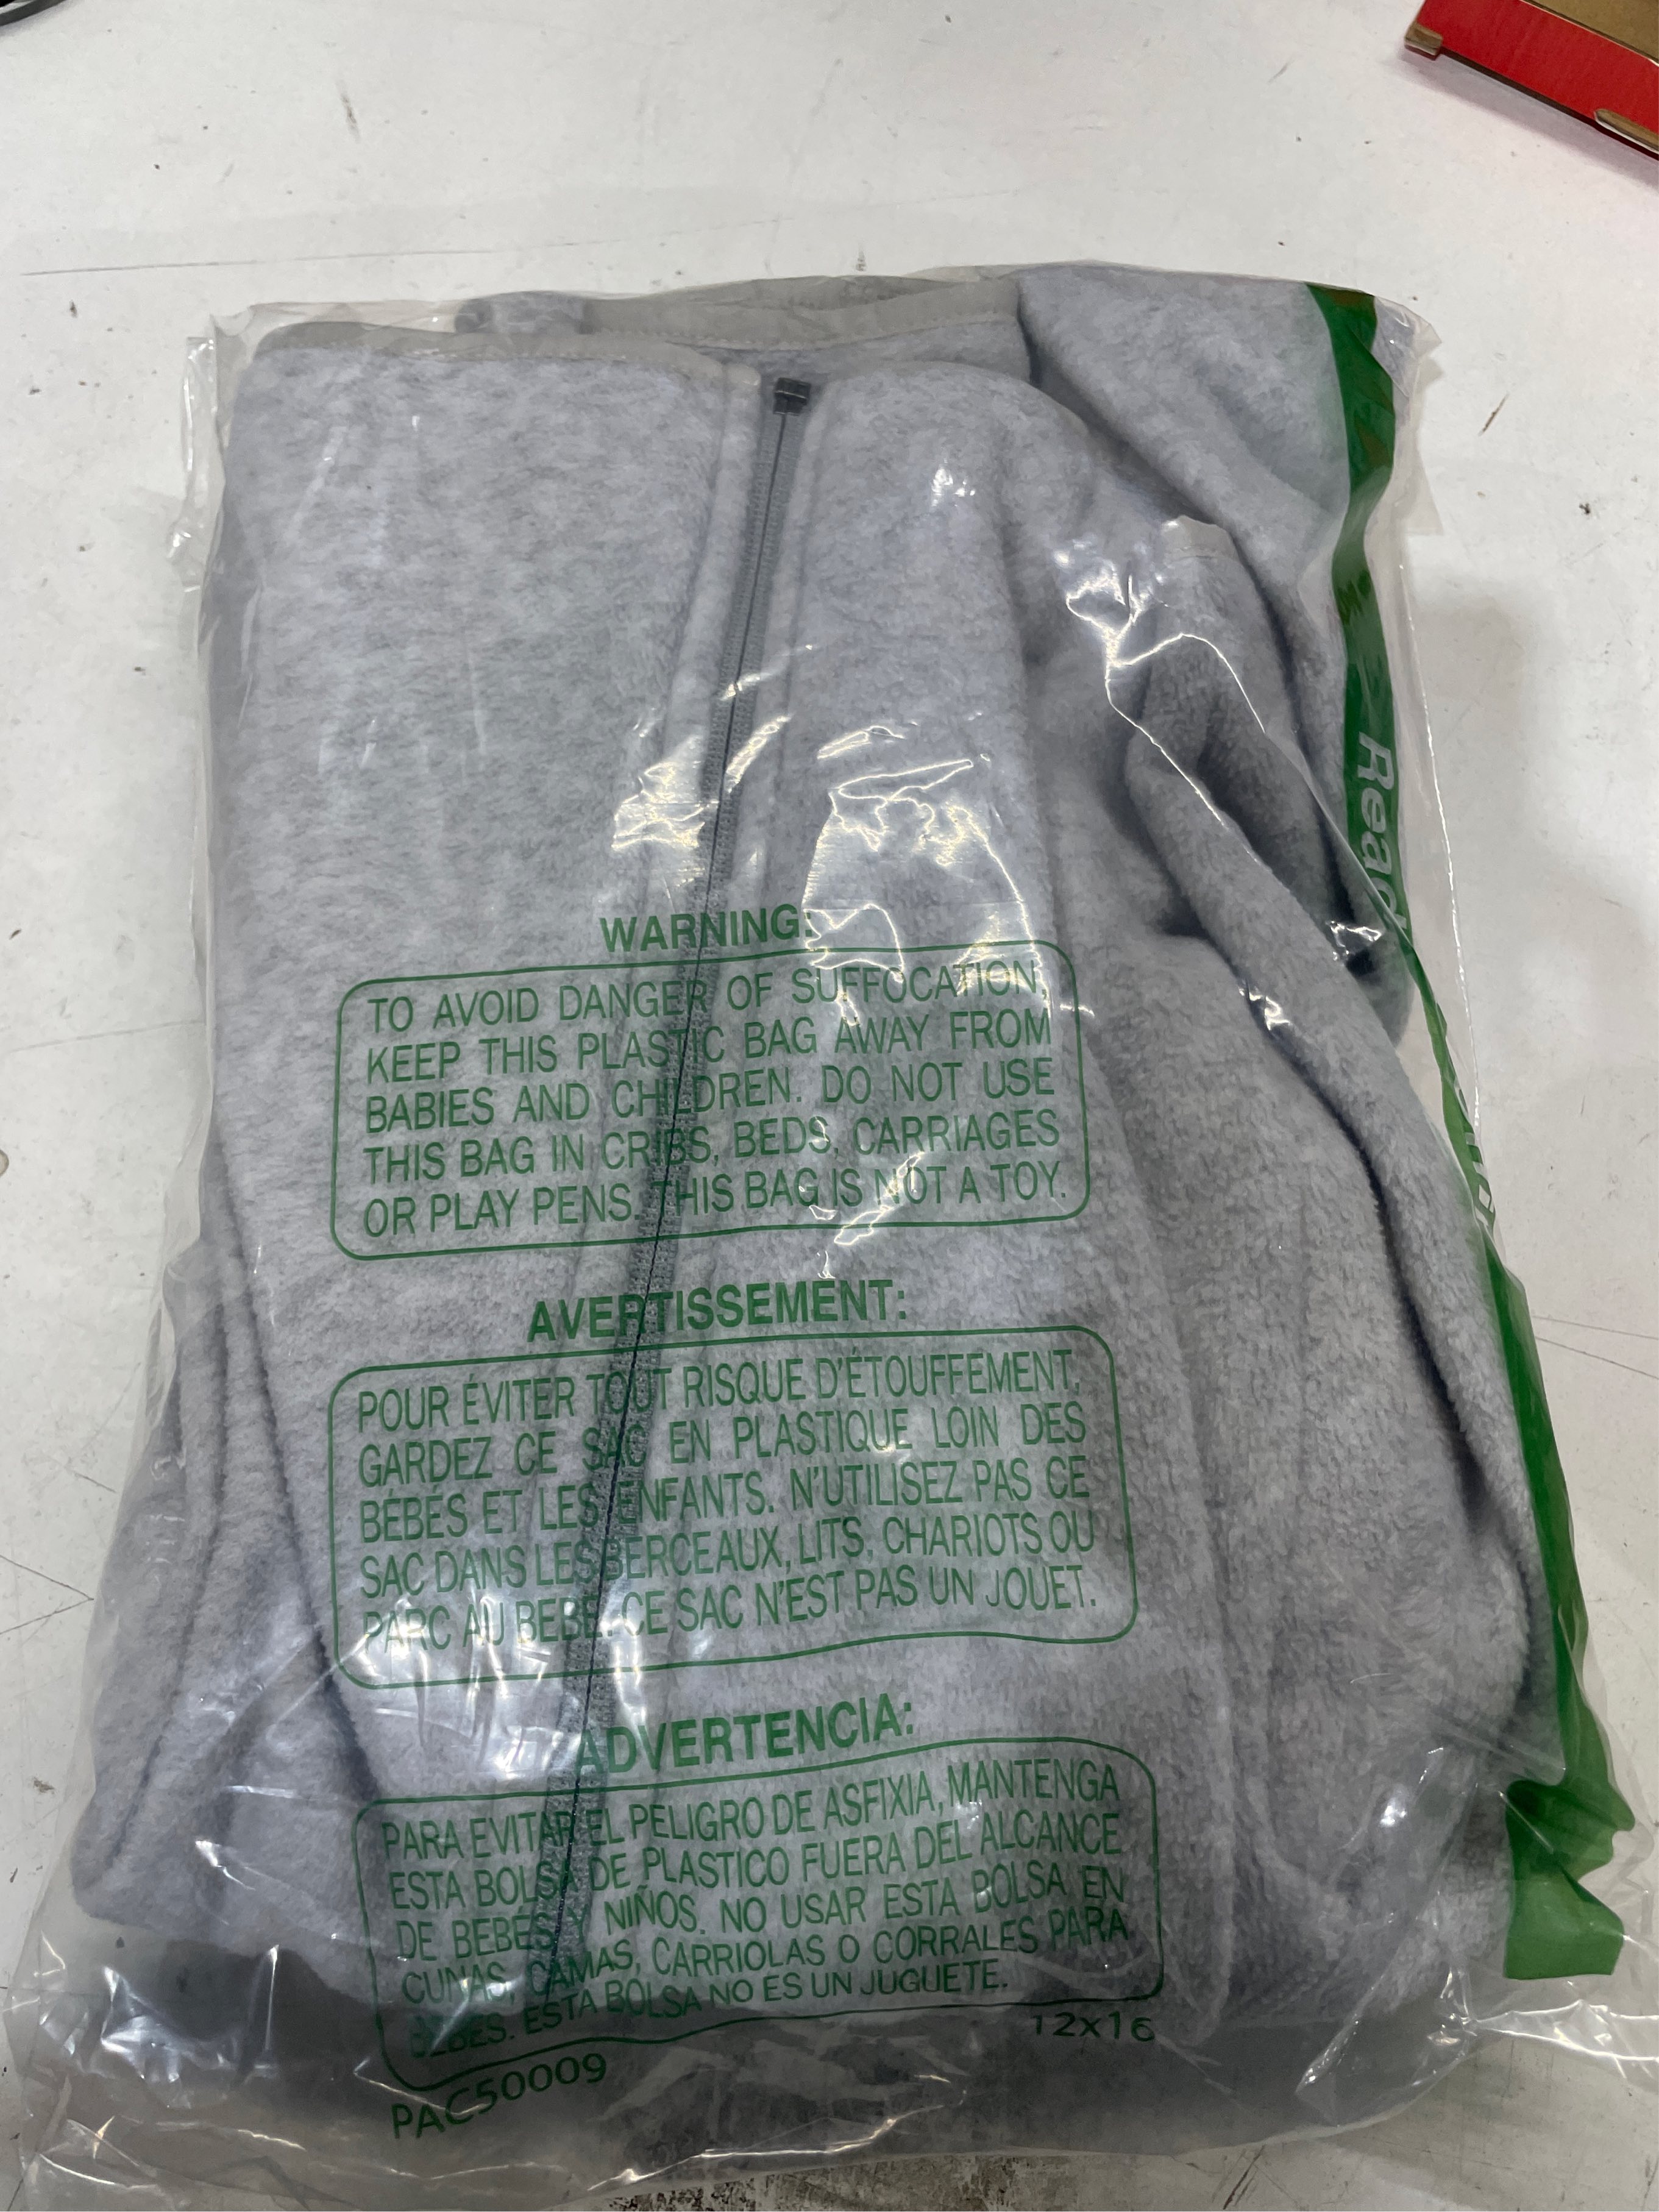 WARNING:
TO AVOID DANGER OF SUFFOCATION,
KEEP THIS PLASTIC BAG AWAY FROM
BABIES AND CHILDREN. DO NOT USE
THIS BAG IN CRIBS, BEDS, CARRIAGES
OR PLAY PENS. THIS BAG IS NOT A TOY.
AVERTISSEMENT:
POUR ÉVITER TOUT RISQUE D'ÉTOUFFEMENT,
GARDEZ CE SAC EN PLASTIQUE LOIN DES
BÉBÉS ET LES ENFANTS. N'UTILISEZ PAS CE
SAC DANS LES BERCEAUX, LITS, CHARIOTS OU
PARC AU BEBE. CE SAC N'EST PAS UN JOUET.
ADVERTENCIA:
PARA EVITAR EL PELIGRO DE ASFIXIA, MANTENGA
ESTA BOLSA DE PLASTICO FUERA DEL ALCANCE
DE BEBÉS Y NIÑOS. NO USAR ESTA BOLSA EN
CUNAS, CAMAS, CARRIOLAS O CORRALES PARA
BEBES. ESTA BOLSA NO ES UN JUGUETE.
12x16
PAC50009
Ready